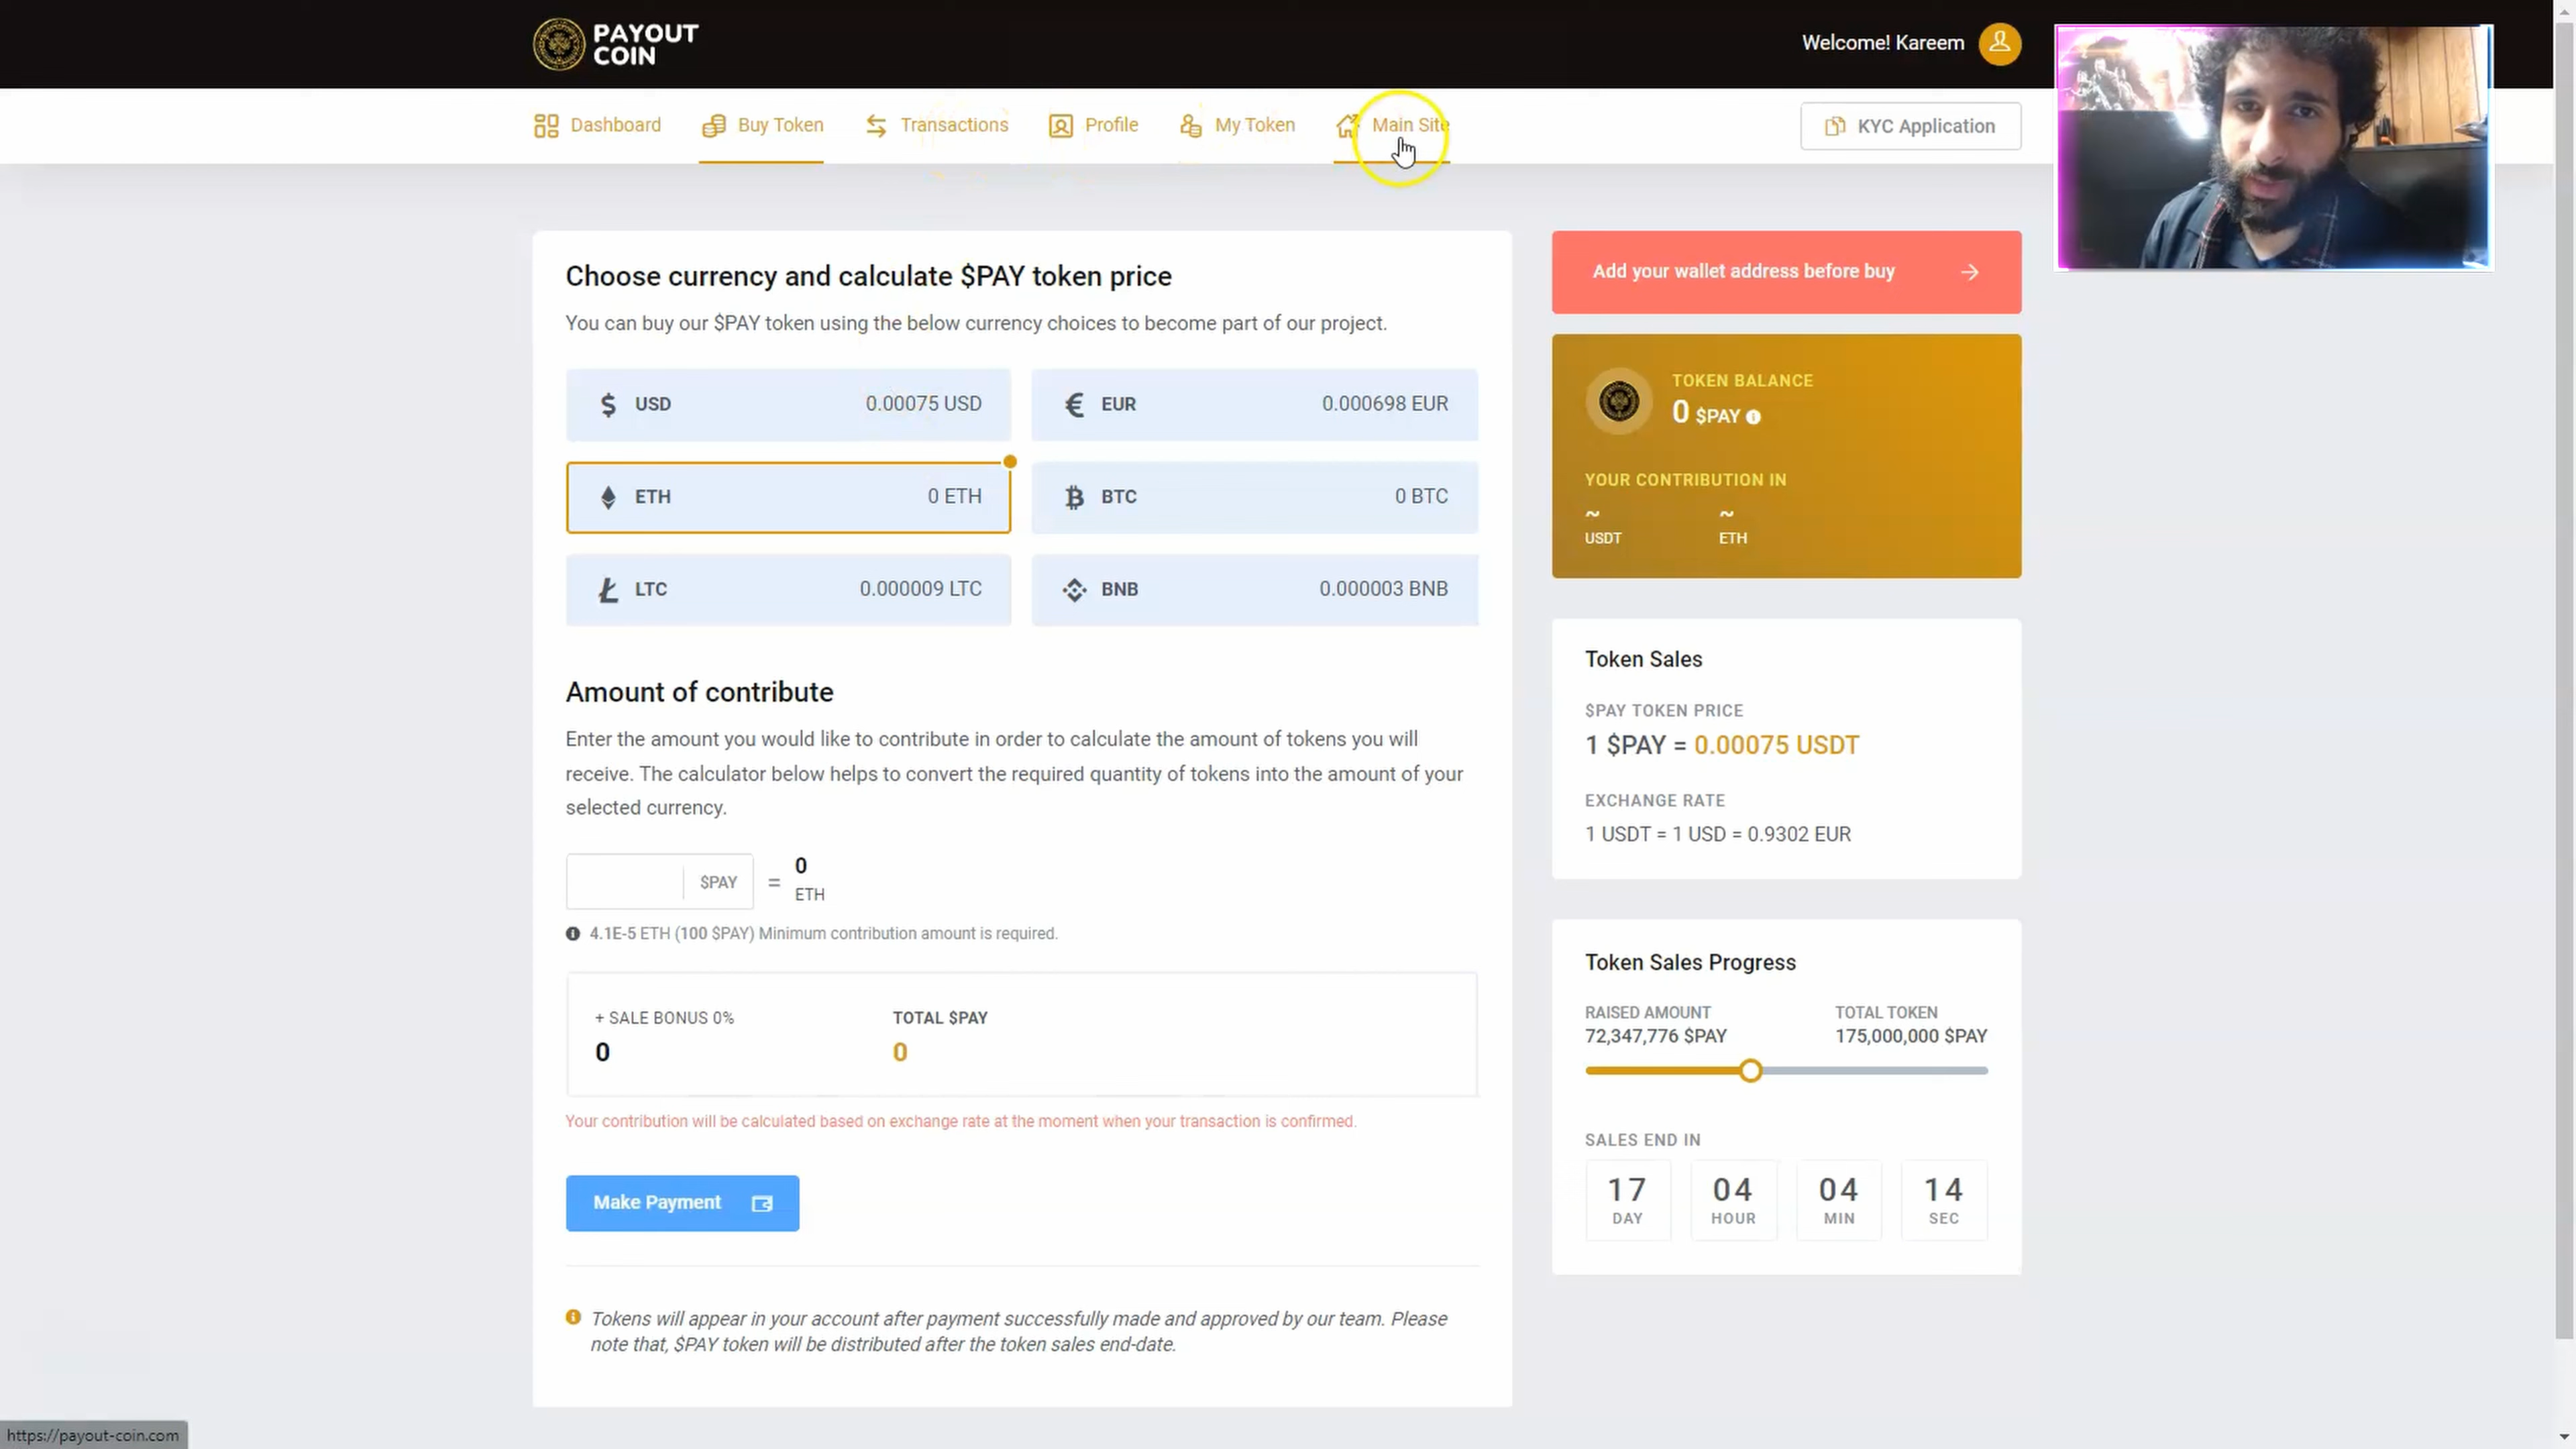 PAYOUT
COIN
Welcome! Kareem
Dashboard
Buy Token
Transactions
Profile
My Token
Main Site
KYC Application
Choose currency and calculate $PAY token price
You can buy our $PAY token using the below currency choices to become part of our project.
$ USD 0.00075 USD
€ EUR 0.000698 EUR
ETH 0 ETH
BTC 0 BTC
LTC 0.000009 LTC
BNB 0.000003 BNB
Amount of contribute
Enter the amount you would like to contribute in order to calculate the amount of tokens you will
receive. The calculator below helps to convert the required quantity of tokens into the amount of your
selected currency.
$PAY = 0
ETH
4.1E-5 ETH (100 $PAY) Minimum contribution amount is required.
+ SALE BONUS 0% TOTAL $PAY
0 0
Your contribution will be calculated based on exchange rate at the moment when your transaction is confirmed.
Make Payment
Tokens will appear in your account after payment successfully made and approved by our team. Please
note that, $PAY token will be distributed after the token sales end-date.
Add your wallet address before buy
TOKEN BALANCE
0 $PAY
YOUR CONTRIBUTION IN
~ ~
USDT ETH
Token Sales
$PAY TOKEN PRICE
1 $PAY = 0.00075 USDT
EXCHANGE RATE
1 USDT = 1 USD = 0.9302 EUR
Token Sales Progress
RAISED AMOUNT TOTAL TOKEN
72,347,776 $PAY 175,000,000 $PAY
SALES END IN
17 04 04 14
DAY HOUR MIN SEC
https://payout-coin.com